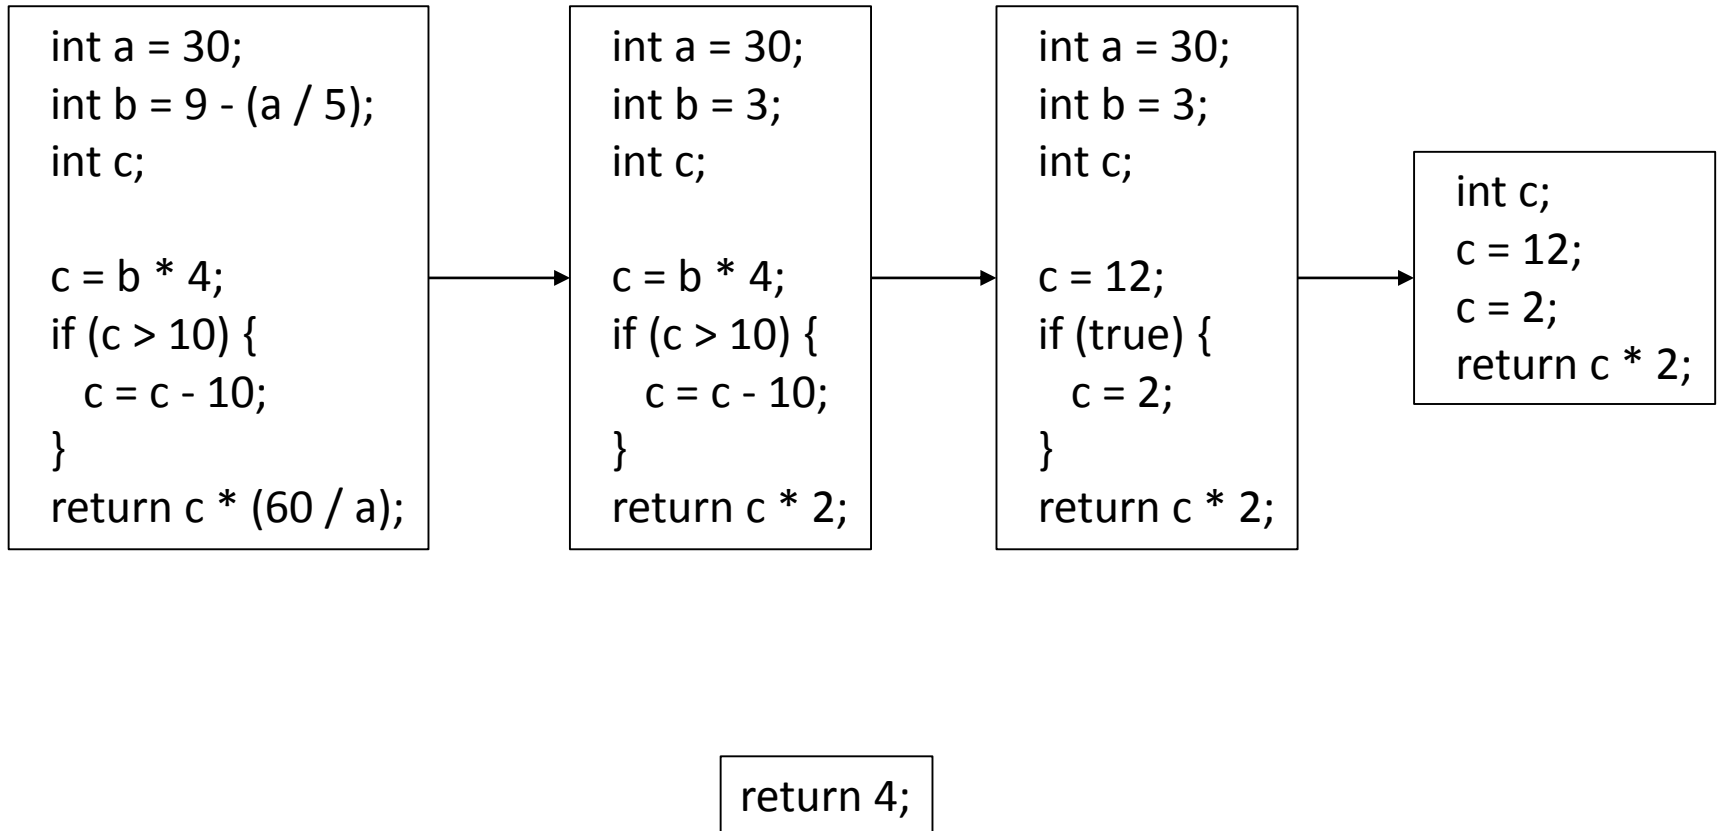 int a = 30;
int b = 9 - (a / 5);
int c;
c = b * 4;
if (c > 10) {
c = c - 10;
}
return c * (60 / a);
int a = 30;
int b = 3;
int c;
c = b * 4;
if (c > 10) {
c = c - 10;
}
return c * 2;
int a = 30;
int b = 3;
int c;
c = 12;
if (true) {
c = 2;
}
return c * 2;
int c;
c = 12;
c = 2;
return c * 2;
return 4;